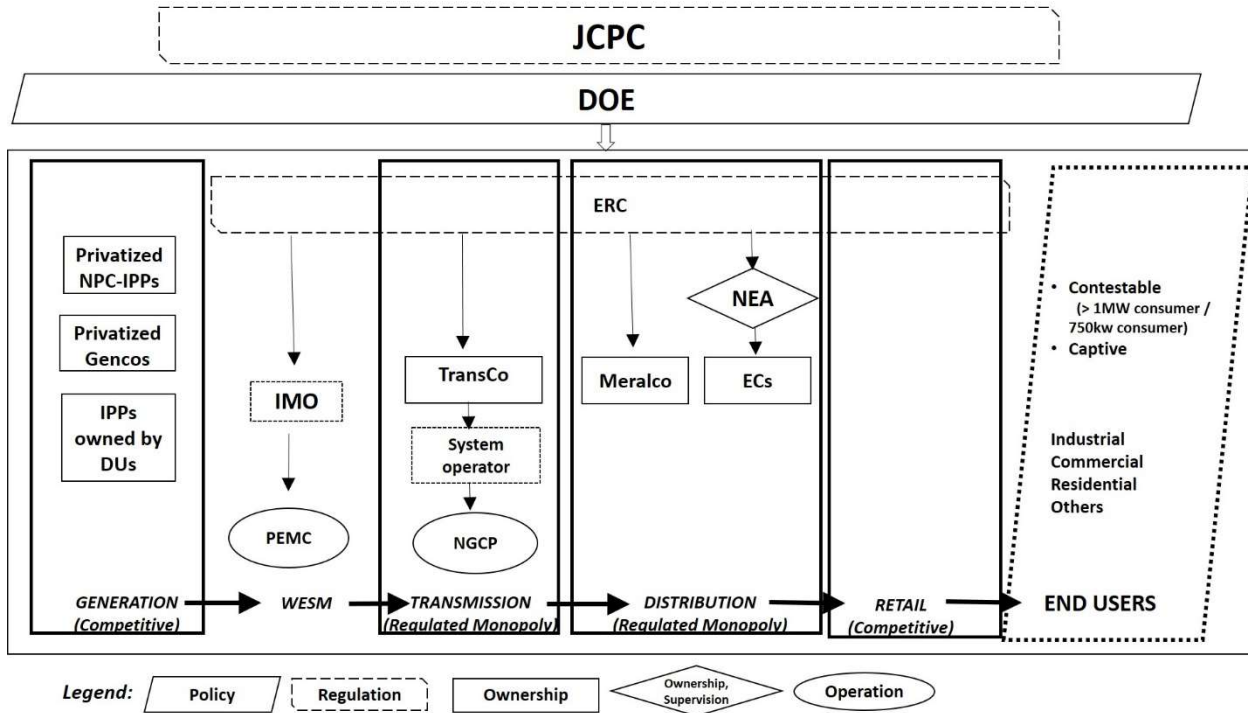 JCPC
DOE
ERC
Privatized
NPC-IPPs
Privatized
Gencos
IPPs
owned by
DUs
IMO
PEMC
TransCo
System
operator
NGCP
Meralco
NEA
ECs
• Contestable
(> 1MW consumer /
750kw consumer)
• Captive
Industrial
Commercial
Residential
Others
GENERATION
(Competitive)
WESM
TRANSMISSION
(Regulated Monopoly)
DISTRIBUTION
(Regulated Monopoly)
RETAIL
(Competitive)
END USERS
Legend:
Policy
Regulation
Ownership
Ownership,
Supervision
Operation